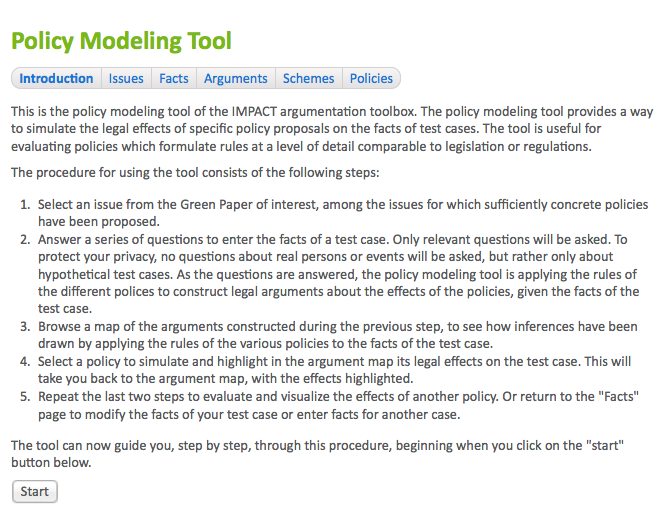 Policy Modeling Tool
Introduction Issues Facts Arguments Schemes Policies
This is the policy modeling tool of the IMPACT argumentation toolbox. The policy modeling tool provides a way
to simulate the legal effects of specific policy proposals on the facts of test cases. The tool is useful for
evaluating policies which formulate rules at a level of detail comparable to legislation or regulations.
The procedure for using the tool consists of the following steps:
1. Select an issue from the Green Paper of interest, among the issues for which sufficiently concrete policies
have been proposed.
2. Answer a series of questions to enter the facts of a test case. Only relevant questions will be asked. To
protect your privacy, no questions about real persons or events will be asked, but rather only about
hypothetical test cases. As the questions are answered, the policy modeling tool is applying the rules of
the different polices to construct legal arguments about the effects of the policies, given the facts of the
test case.
3. Browse a map of the arguments constructed during the previous step, to see how inferences have been
drawn by applying the rules of the various policies to the facts of the test case.
4. Select a policy to simulate and highlight in the argument map its legal effects on the test case. This will
take you back to the argument map, with the effects highlighted.
5. Repeat the last two steps to evaluate and visualize the effects of another policy. Or return to the "Facts"
page to modify the facts of your test case or enter facts for another case.
The tool can now guide you, step by step, through this procedure, beginning when you click on the "start"
button below.
Start